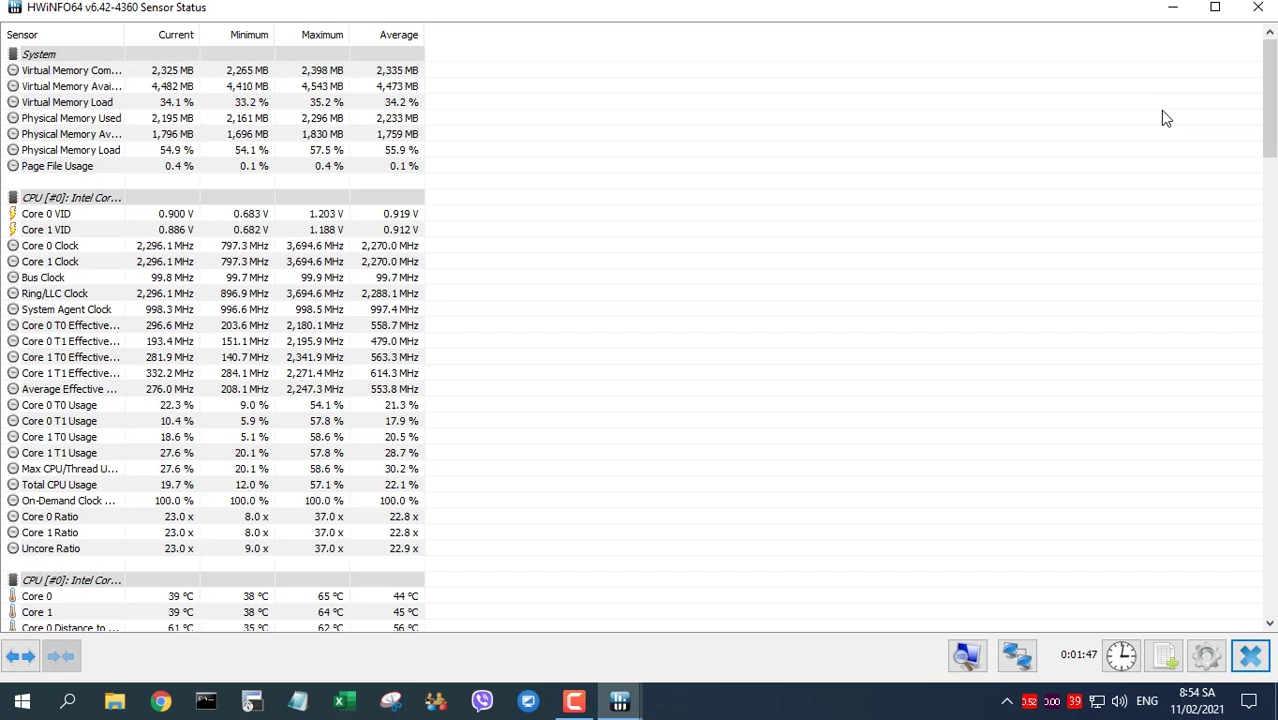 HWiNFO64 v6.42-4360 Sensor Status
Sensor Current Minimum Maximum Average
System
Virtual Memory Com... 2,325 MB 2,265 MB 2,398 MB 2,335 MB
Virtual Memory Avai... 4,482 MB 4,410 MB 4,543 MB 4,473 MB
Virtual Memory Load 34.1 % 33.2 % 35.2 % 34.2 %
Physical Memory Used 2,195 MB 2,161 MB 2,296 MB 2,233 MB
Physical Memory Av... 1,796 MB 1,696 MB 1,830 MB 1,759 MB
Physical Memory Load 54.9 % 54.1 % 57.5 % 55.9 %
Page File Usage 0.4 % 0.1 % 0.4 % 0.1 %
CPU [#0]: Intel Cor...
Core 0 VID 0.900 V 0.683 V 1.203 V 0.919 V
Core 1 VID 0.886 V 0.682 V 1.188 V 0.912 V
Core 0 Clock 2,296.1 MHz 797.3 MHz 3,694.6 MHz 2,270.0 MHz
Core 1 Clock 2,296.1 MHz 797.3 MHz 3,694.6 MHz 2,270.0 MHz
Bus Clock 99.8 MHz 99.7 MHz 99.9 MHz 99.7 MHz
Ring/LLC Clock 2,296.1 MHz 896.9 MHz 3,694.6 MHz 2,288.1 MHz
System Agent Clock 998.3 MHz 996.6 MHz 998.5 MHz 997.4 MHz
Core 0 T0 Effective... 296.6 MHz 203.6 MHz 2,180.1 MHz 558.7 MHz
Core 0 T1 Effective... 193.4 MHz 151.1 MHz 2,195.9 MHz 479.0 MHz
Core 1 T0 Effective... 281.9 MHz 140.7 MHz 2,341.9 MHz 563.3 MHz
Core 1 T1 Effective... 332.2 MHz 284.1 MHz 2,271.4 MHz 614.3 MHz
Average Effective ... 276.0 MHz 208.1 MHz 2,247.3 MHz 553.8 MHz
Core 0 T0 Usage 22.3 % 9.0 % 54.1 % 21.3 %
Core 0 T1 Usage 10.4 % 5.9 % 57.8 % 17.9 %
Core 1 T0 Usage 18.6 % 5.1 % 58.6 % 20.5 %
Core 1 T1 Usage 27.6 % 20.1 % 57.8 % 28.7 %
Max CPU/Thread U... 27.6 % 20.1 % 58.6 % 30.2 %
Total CPU Usage 19.7 % 12.0 % 57.1 % 22.1 %
On-Demand Clock ... 100.0 % 100.0 % 100.0 % 100.0 %
Core 0 Ratio 23.0 x 8.0 x 37.0 x 22.8 x
Core 1 Ratio 23.0 x 8.0 x 37.0 x 22.8 x
Uncore Ratio 23.0 x 9.0 x 37.0 x 22.9 x
CPU [#0]: Intel Cor...
Core 0 39 °C 38 °C 65 °C 44 °C
Core 1 39 °C 38 °C 64 °C 45 °C
Core 0 Distance to ... 61 °C 35 °C 62 °C 56 °C
0:01:47
0.52 0.00 39 ENG 8:54 SA
11/02/2021